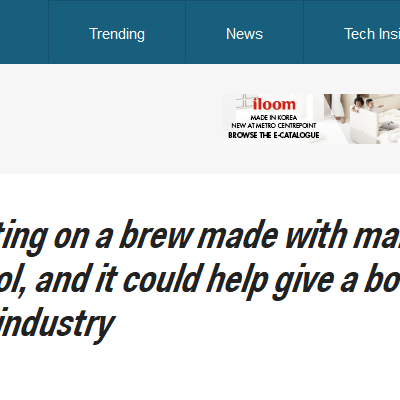 Trending News Tech Insi
iloom
MADE IN KOREA
NEW AT METRO CENTREPOINT
BROWSE THE E-CATALOGUE
ting on a brew made with ma
ol, and it could help give a bo
industry